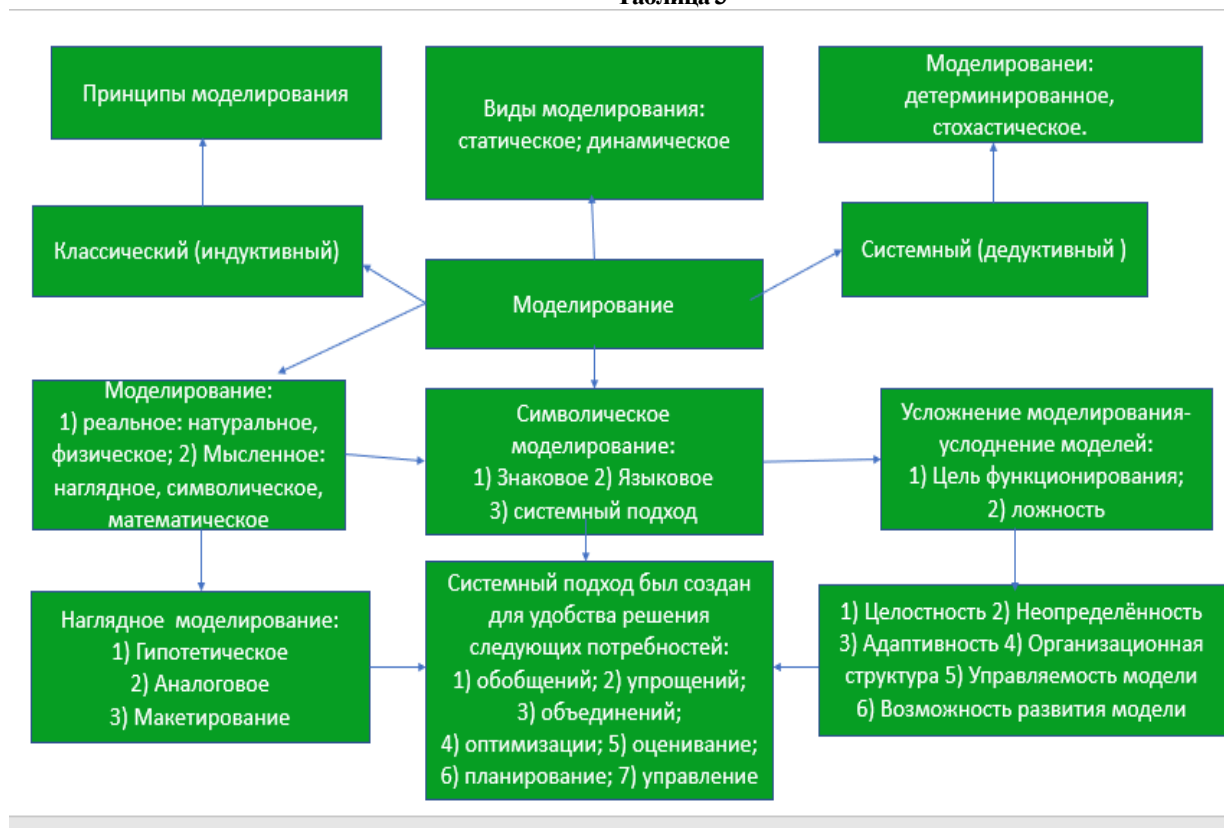 Таблица 3
Принципы моделирования
Виды моделирования:
статическое; динамическое
Моделированеи:
детерминированное,
стохастическое.
Классический (индуктивный)
Моделирование
Системный (дедуктивный )
Моделирование:
1) реальное: натуральное,
физическое; 2) Мысленное:
наглядное, символическое,
математическое
Символическое
моделирование:
1) Знаковое 2) Языковое
3) системный подход
Усложнение моделирования-
услоднение моделей:
1) Цель функционирования;
2) ложность
Наглядное моделирование:
1) Гипотетическое
2) Аналоговое
3) Макетирование
Системный подход был создан
для удобства решения
следующих потребностей:
1) обобщений; 2) упрощений;
3) объединений;
4) оптимизации; 5) оценивание;
6) планирование; 7) управление
1) Целостность 2) Неопределённость
3) Адаптивность 4) Организационная
структура 5) Управляемость модели
6) Возможность развития модели